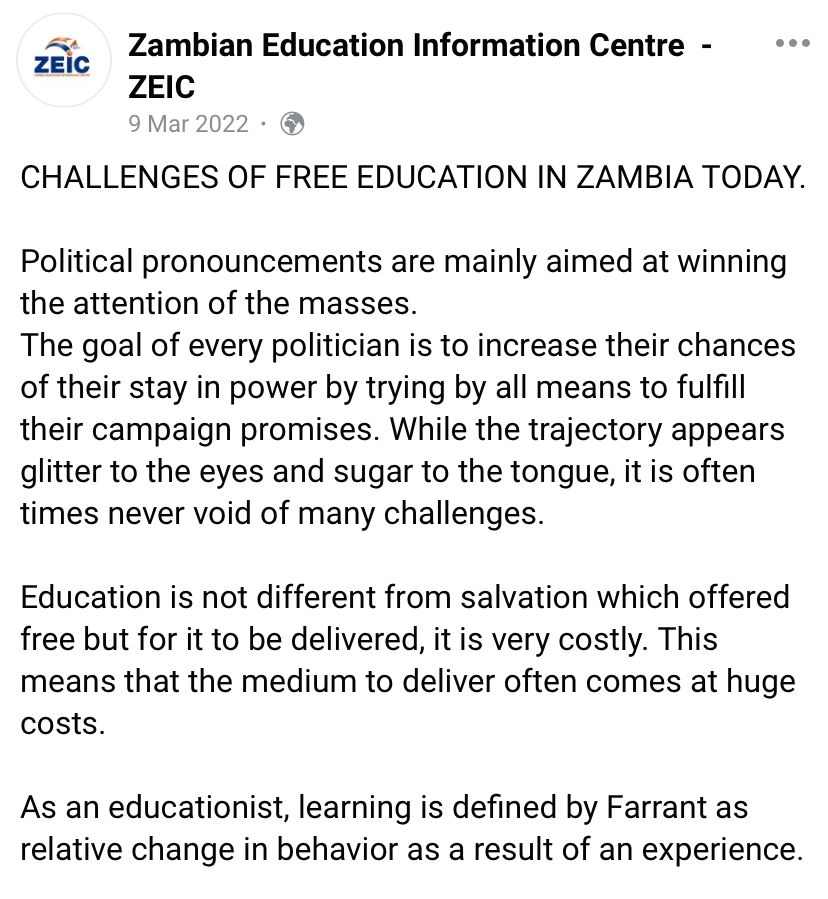 ZEIC
Zambian Education Information Centre -
ZEIC
9 Mar 2022 ·
CHALLENGES OF FREE EDUCATION IN ZAMBIA TODAY.
Political pronouncements are mainly aimed at winning
the attention of the masses.
The goal of every politician is to increase their chances
of their stay in power by trying by all means to fulfill
their campaign promises. While the trajectory appears
glitter to the eyes and sugar to the tongue, it is often
times never void of many challenges.
Education is not different from salvation which offered
free but for it to be delivered, it is very costly. This
means that the medium to deliver often comes at huge
costs.
As an educationist, learning is defined by Farrant as
relative change in behavior as a result of an experience.